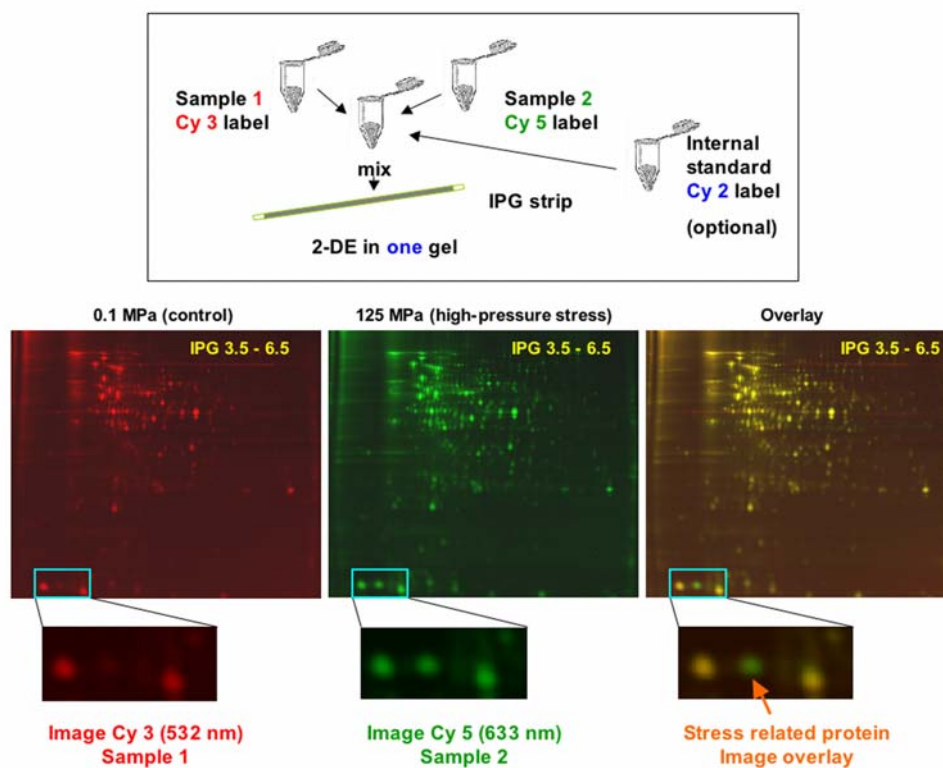 Sample 1
Cy 3 label
Sample 2
Cy 5 label
Internal
standard
Cy 2 label
(optional)
mix
IPG strip
2-DE in one gel
0.1 MPa (control)
125 MPa (high-pressure stress)
Overlay
IPG 3.5 - 6.5
IPG 3.5 - 6.5
IPG 3.5 - 6.5
Image Cy 3 (532 nm)
Sample 1
Image Cy 5 (633 nm)
Sample 2
Stress related protein
Image overlay